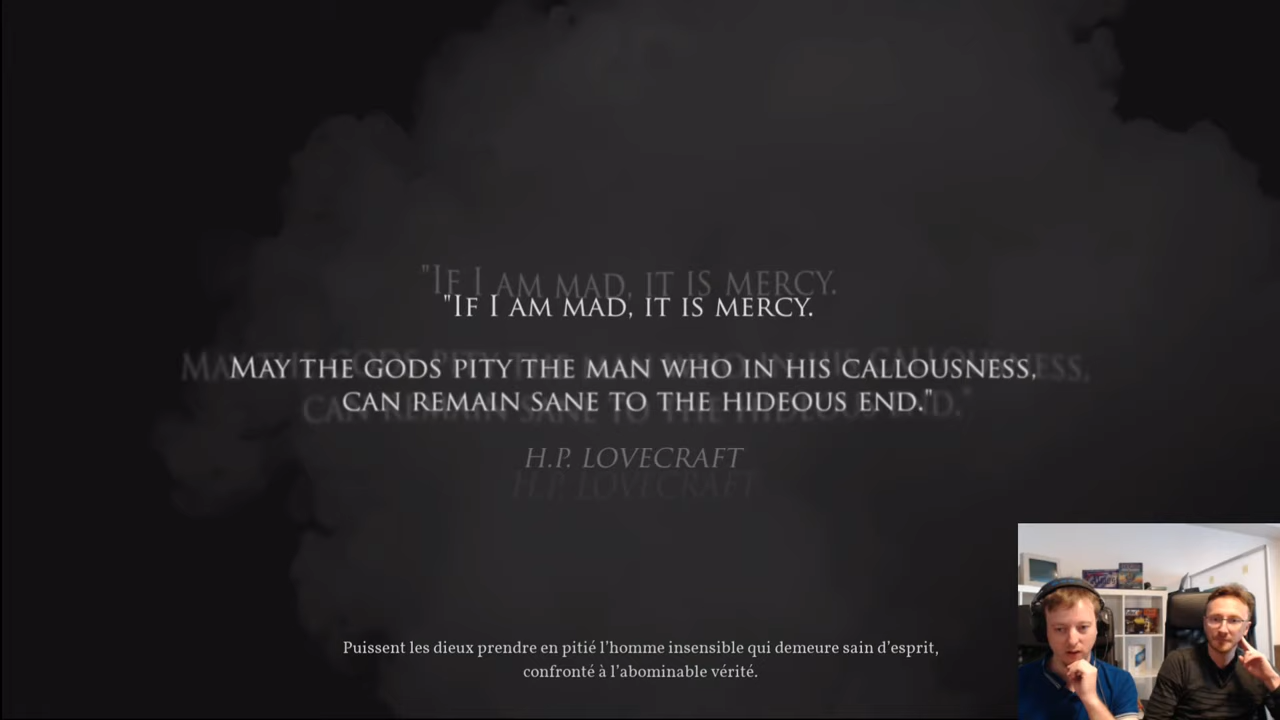 "IF I AM MAD, IT IS MERCY.
MAY THE GODS PITY THE MAN WHO IN HIS CALLOUSNESS,
CAN REMAIN SANE TO THE HIDEOUS END."
H.P. LOVECRAFT
Puissent les dieux prendre en pitié l'homme insensible qui demeure sain d'esprit,
confronté à l'abominable vérité.